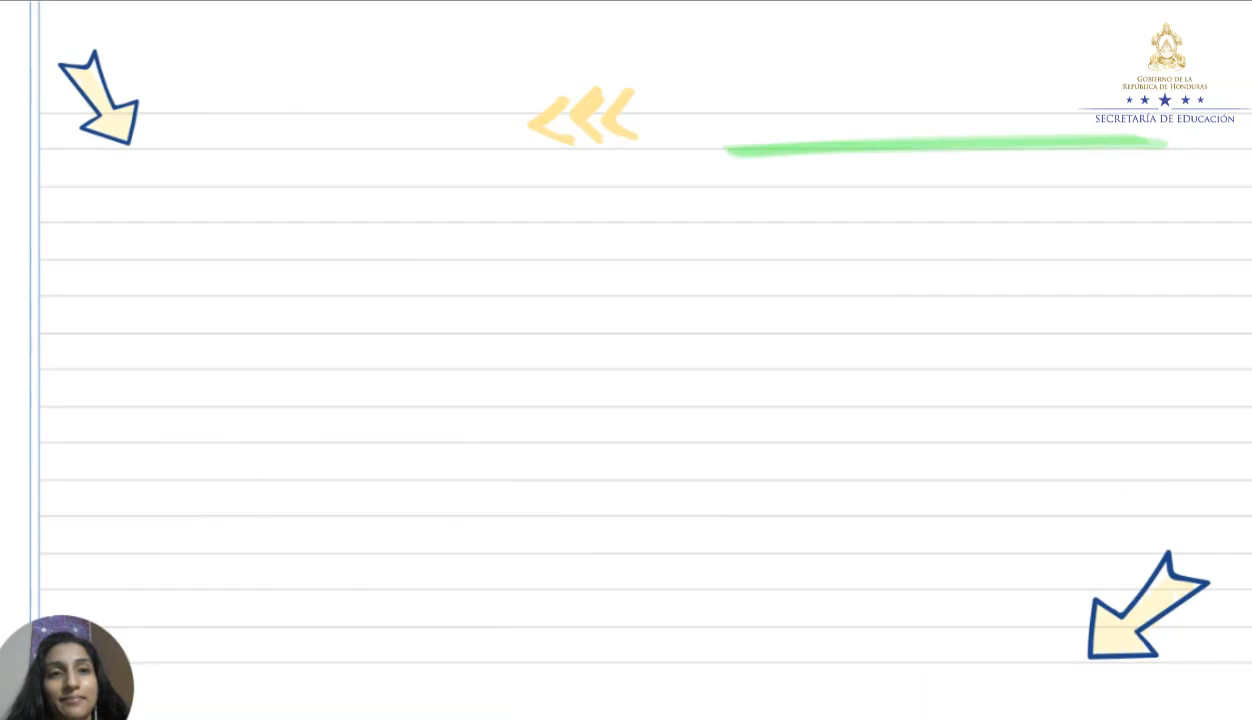 GOBIERNO DE LA
REPÚBLICA DE HONDURAS
SECRETARÍA DE EDUCACIÓN